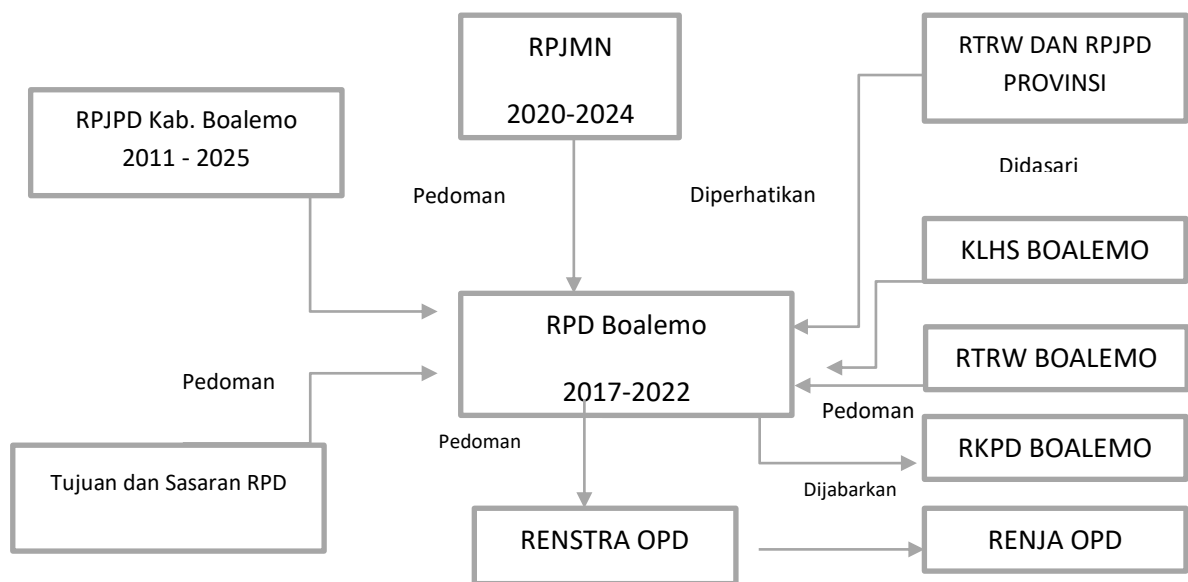 RPJMN
2020-2024
RTRW DAN RPJPD
PROVINSI
RPJPD Kab. Boalemo
2011 - 2025
Pedoman
Diperhatikan
Didasari
KLHS BOALEMO
RPD Boalemo
2017-2022
RTRW BOALEMO
Pedoman
Pedoman
Pedoman
Tujuan dan Sasaran RPD
RKPD BOALEMO
Dijabarkan
RENSTRA OPD
RENJA OPD